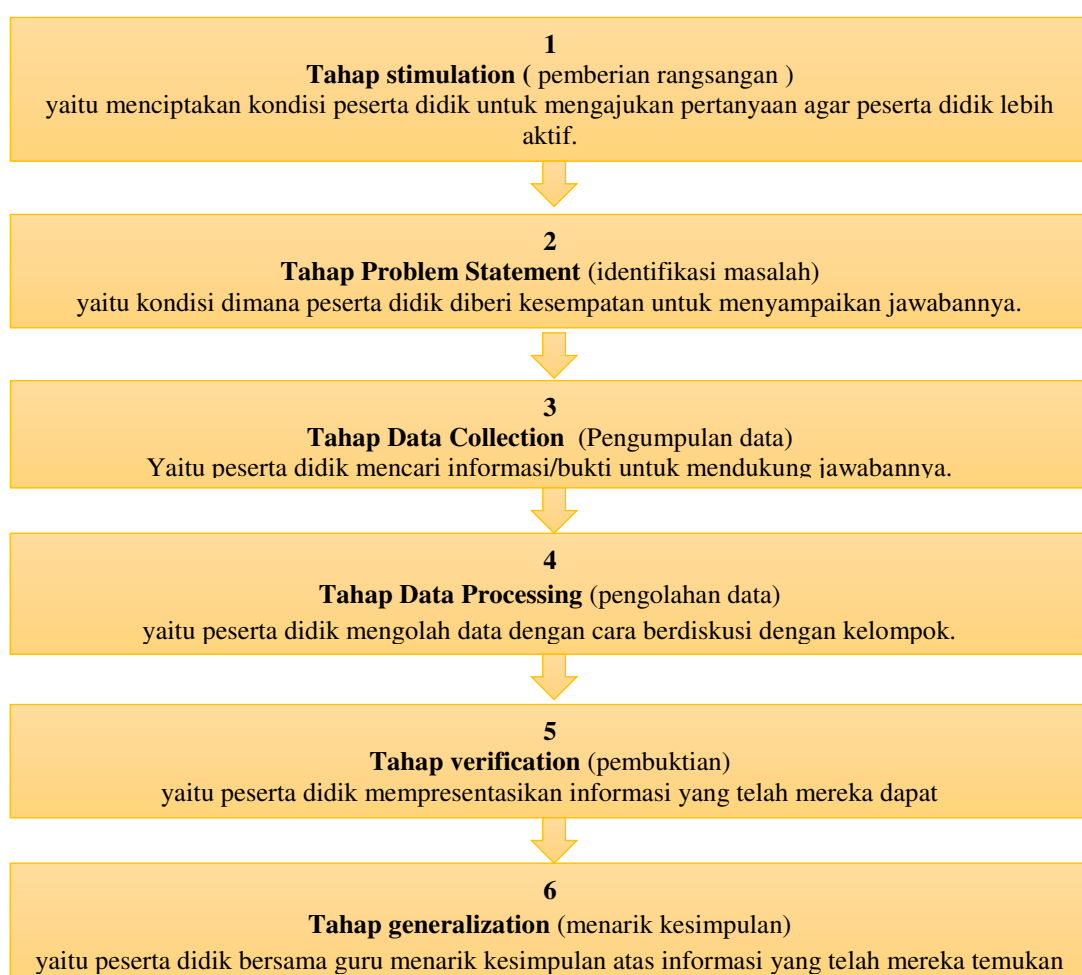 1
Tahap stimulation ( pemberian rangsangan )
yaitu menciptakan kondisi peserta didik untuk mengajukan pertanyaan agar peserta didik lebih
aktif.
2
Tahap Problem Statement (identifikasi masalah)
yaitu kondisi dimana peserta didik diberi kesempatan untuk menyampaikan jawabannya.
3
Tahap Data Collection (Pengumpulan data)
Yaitu peserta didik mencari informasi/bukti untuk mendukung jawabannya.
4
Tahap Data Processing (pengolahan data)
yaitu peserta didik mengolah data dengan cara berdiskusi dengan kelompok.
5
Tahap verification (pembuktian)
yaitu peserta didik mempresentasikan informasi yang telah mereka dapat
6
Tahap generalization (menarik kesimpulan)
yaitu peserta didik bersama guru menarik kesimpulan atas informasi yang telah mereka temukan